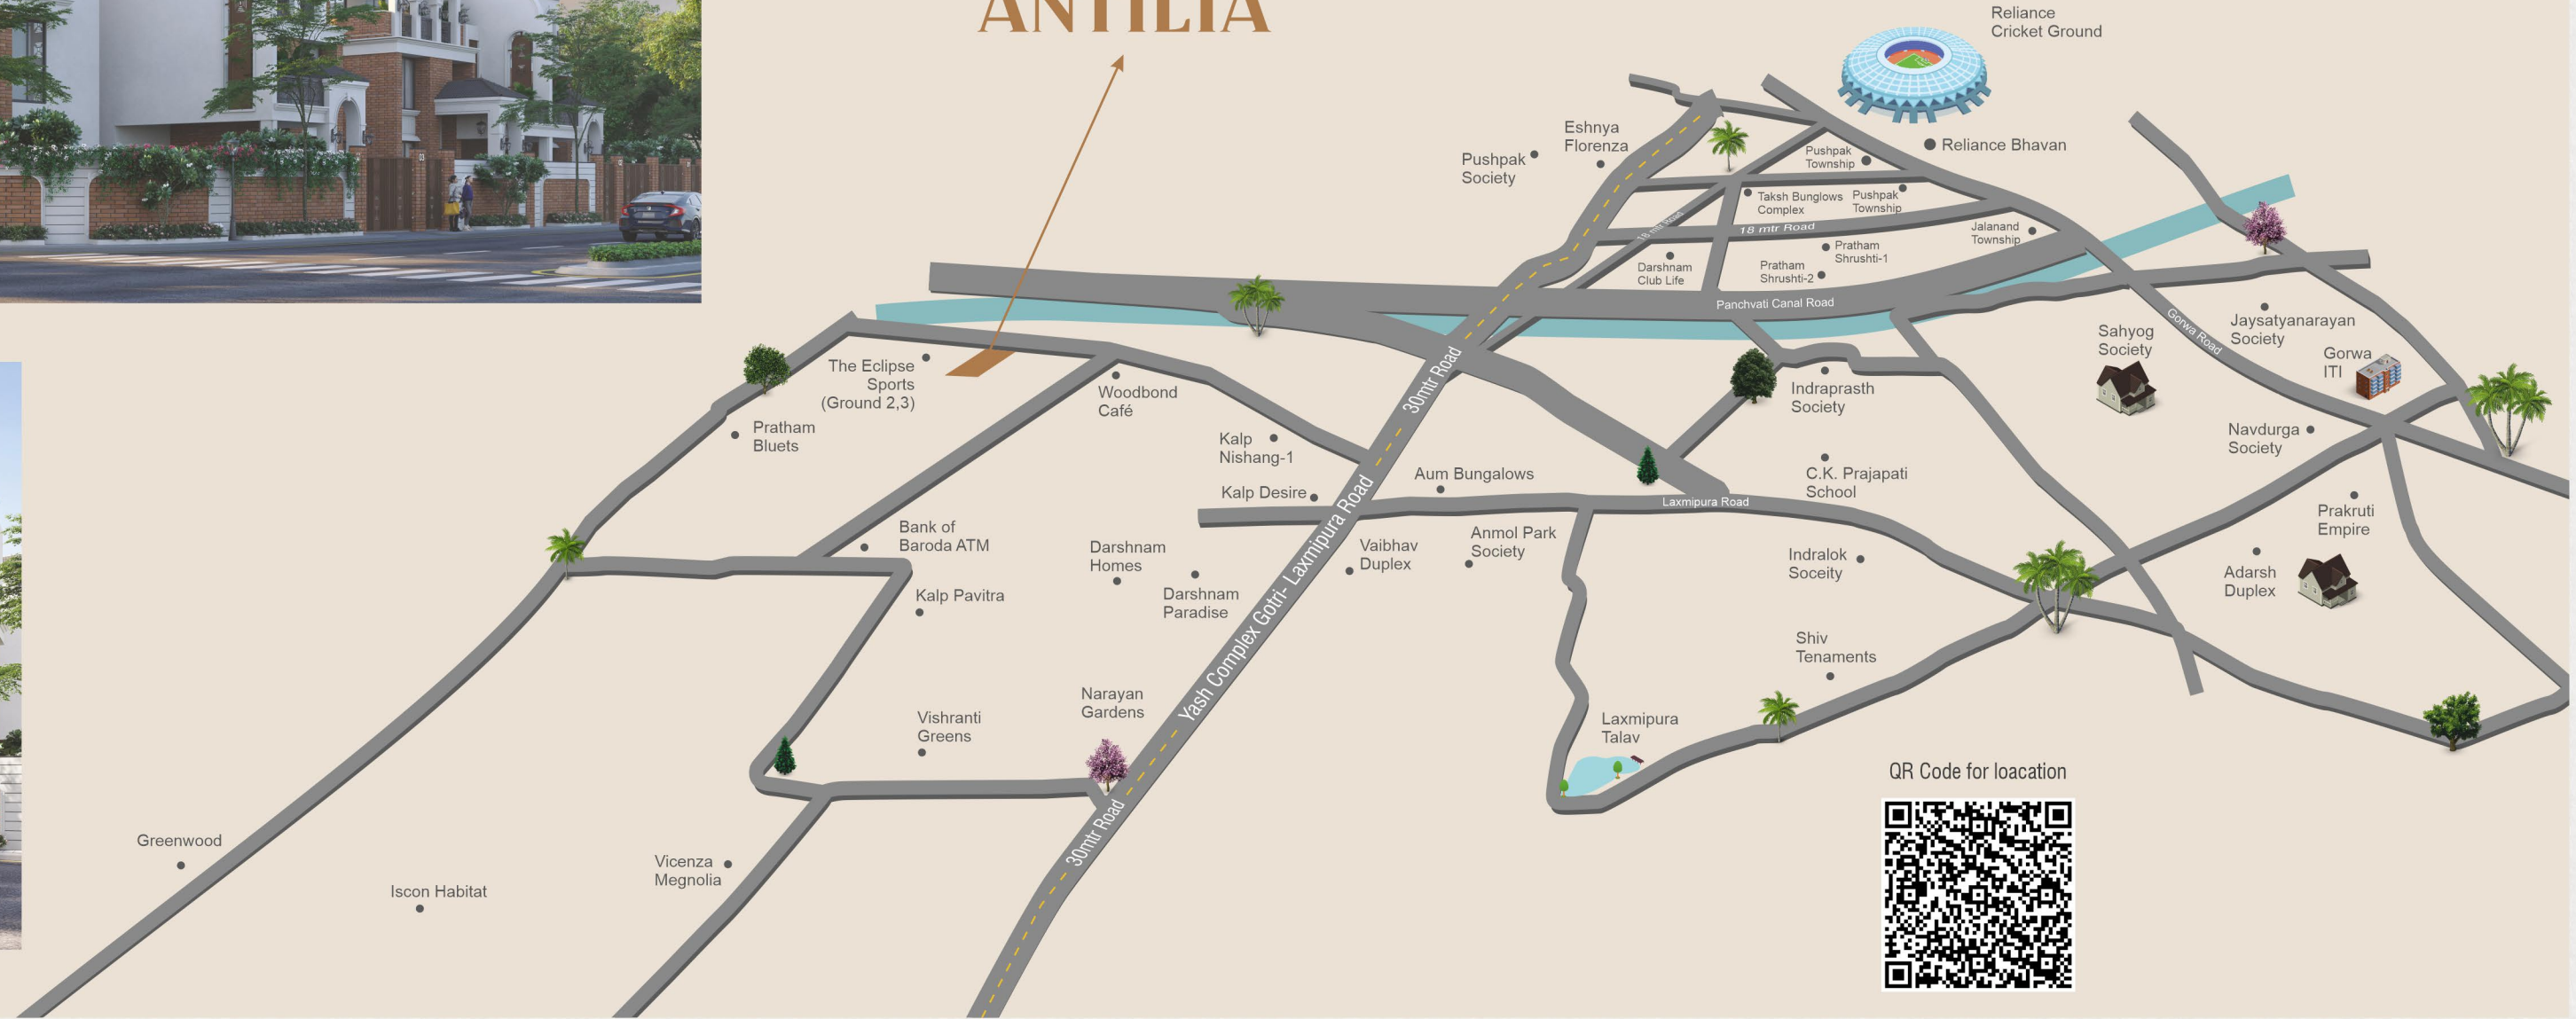 ANTILIA
Reliance
Cricket Ground
Reliance Bhavan
Eshnya
Florenza
Pushpak
Society
Pushpak
Township
Taksh Bunglows
Complex
Pushpak
Township
18 mtr Road
18 mtr Road
Jalanand
Township
Pratham
Shrushti-1
Darshnam
Club Life
Pratham
Shrushti-2
Panchvati Canal Road
Gorwa Road
Jaysatyanarayan
Society
Sahyog
Society
Gorwa
ITI
The Eclipse
Sports
(Ground 2,3)
Woodbond
Café
30mtr Road
Indraprasth
Society
Pratham
Bluets
Kalp
Nishang-1
Navdurga
Society
Aum Bungalows
C.K. Prajapati
School
Kalp Desire
Laxmipura Road
Prakruti
Empire
Bank of
Baroda ATM
Darshnam
Homes
Vaibhav
Duplex
Anmol Park
Society
Indralok
Soceity
Adarsh
Duplex
Kalp Pavitra
Darshnam
Paradise
Yash Complex Gotri- Laxmipura Road
Shiv
Tenaments
Narayan
Gardens
Vishranti
Greens
Laxmipura
Talav
QR Code for loacation
30mtr Road
Greenwood
Vicenza
Megnolia
Iscon Habitat